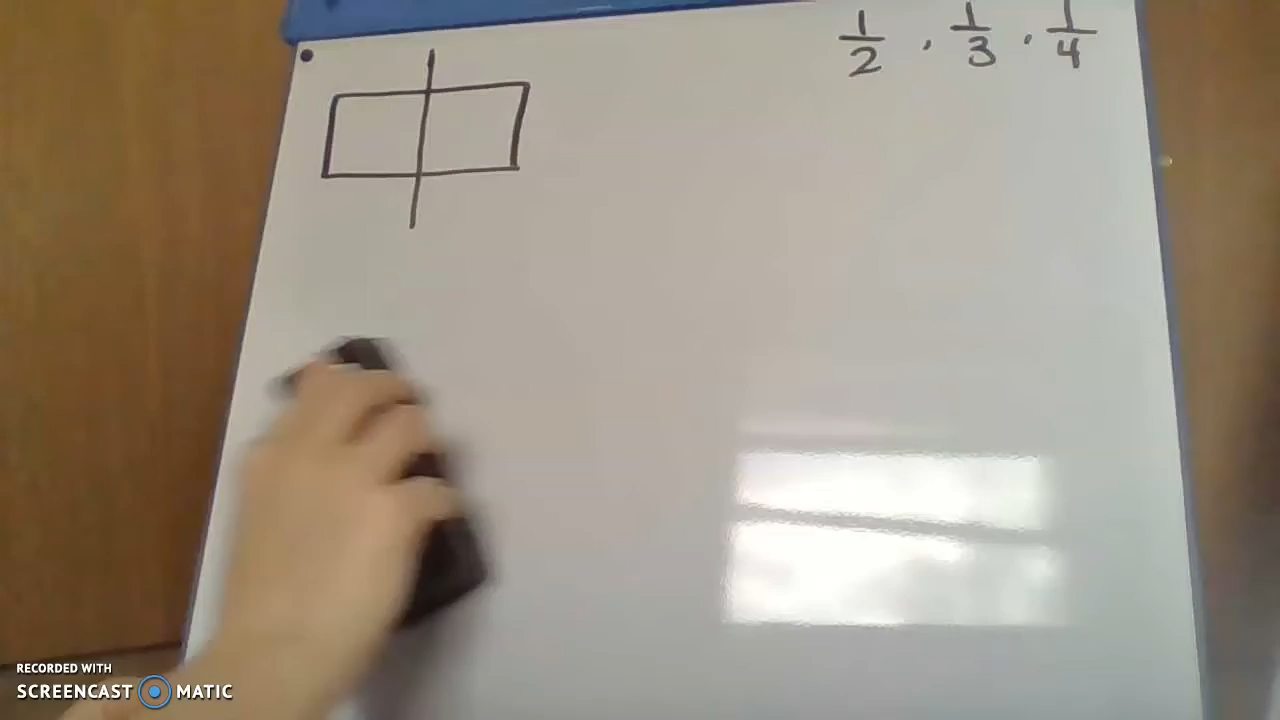 1/2 · 1/3 · 1/4
RECORDED WITH
SCREENCAST MATIC